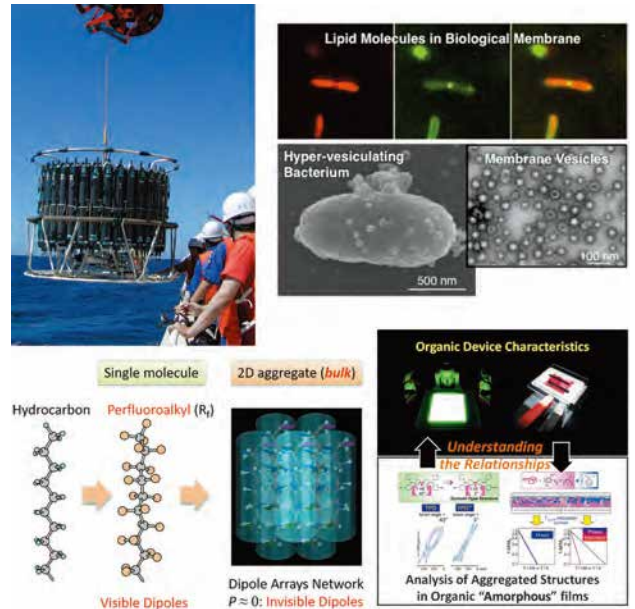 Lipid Molecules in Biological Membrane
Hyper-vesiculating
Bacterium
500 nm
Membrane Vesicles
100 nm
Single molecule
2D aggregate (bulk)
Hydrocarbon
Perfluoroalkyl (Rf)
Visible Dipoles
Dipole Arrays Network
P ≈ 0: Invisible Dipoles
Organic Device Characteristics
Understanding
the Relationships
Analysis of Aggregated Structures
in Organic “Amorphous” films